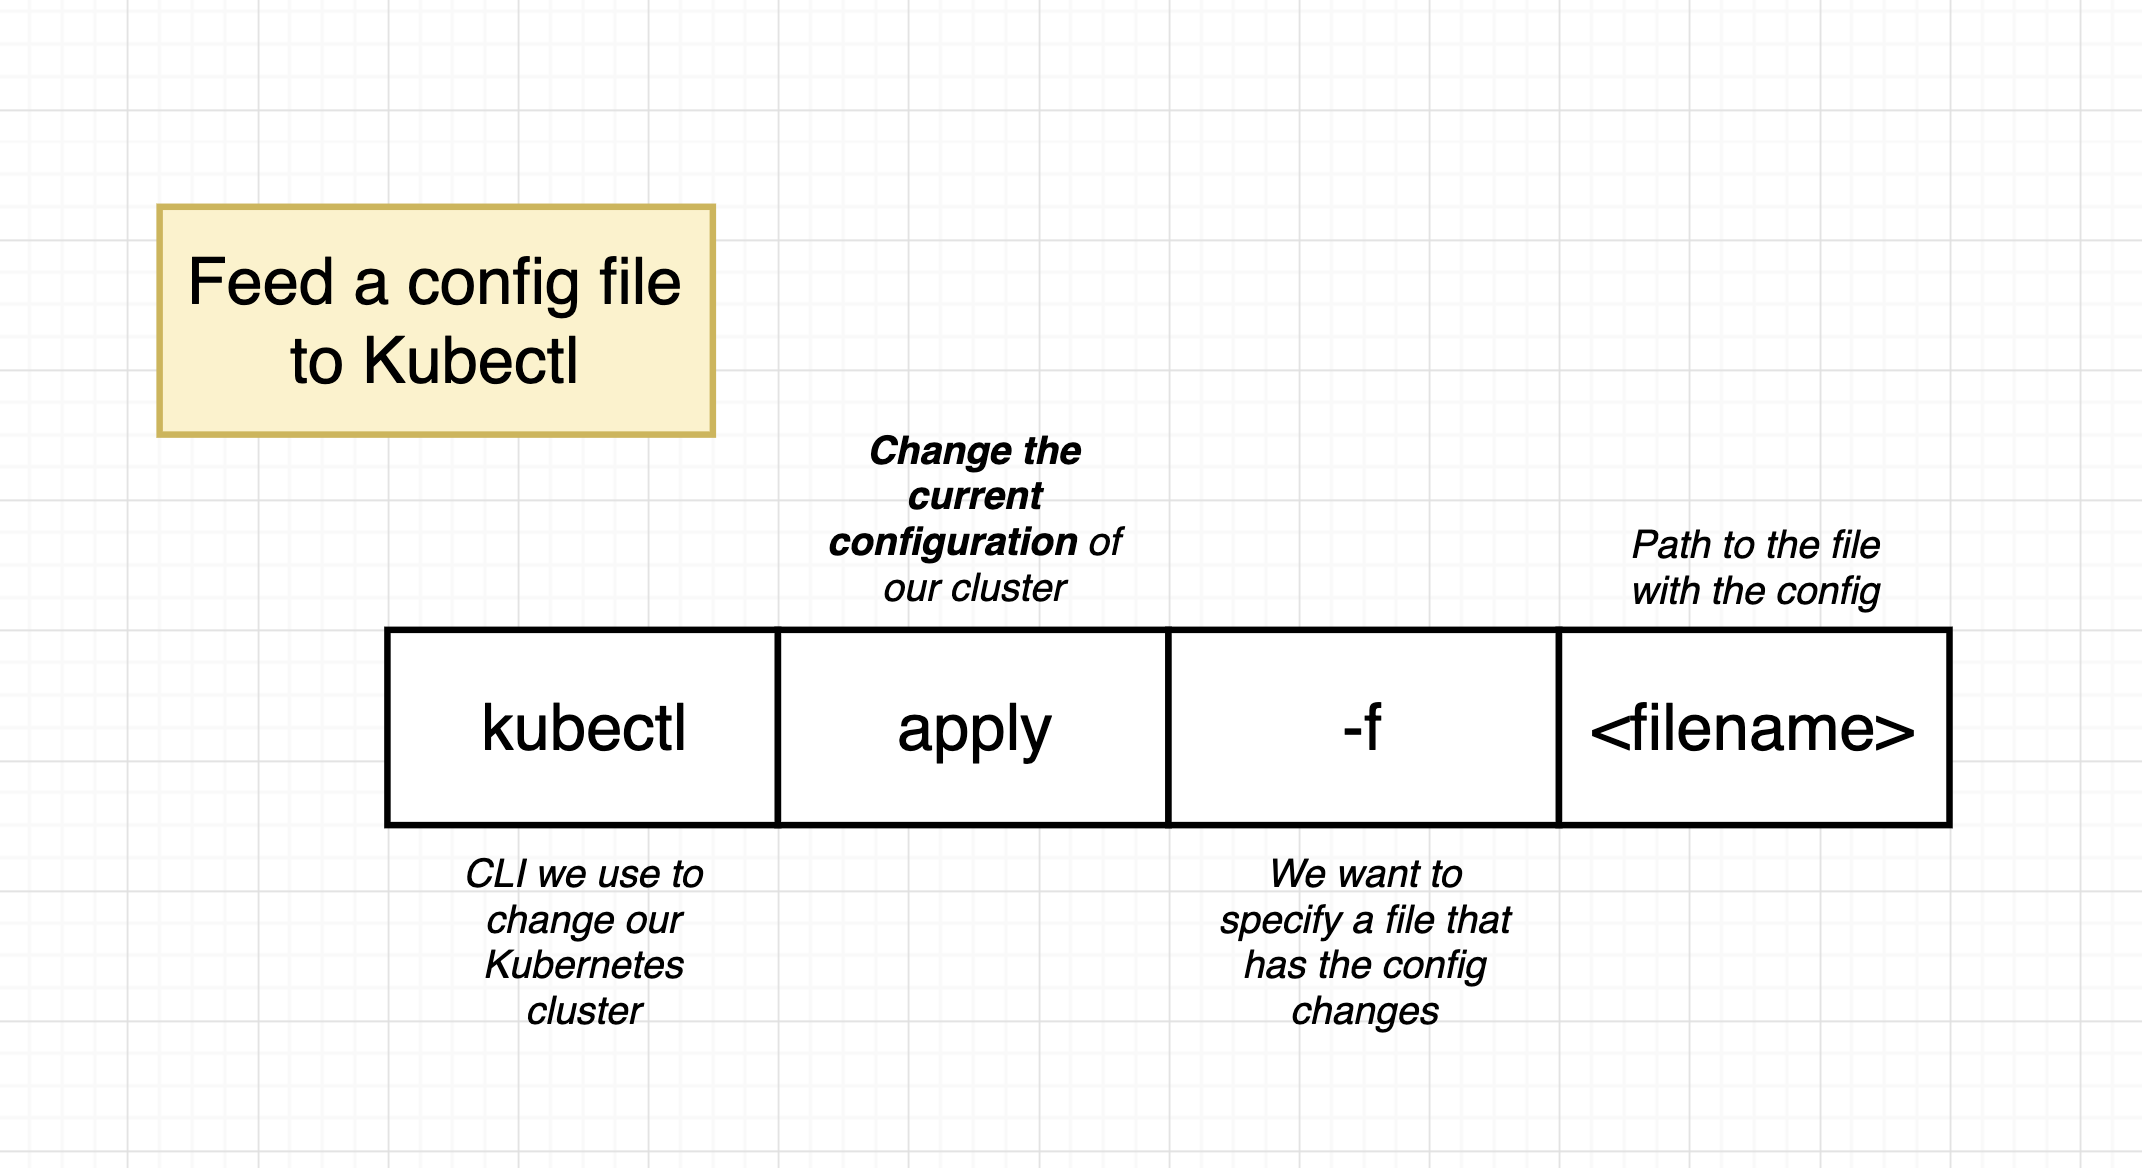 Feed a config file
to Kubectl
Change the
current
configuration of
our cluster
Path to the file
with the config
kubectl
apply
-f
<filename>
CLI we use to
change our
Kubernetes
cluster
We want to
specify a file that
has the config
changes